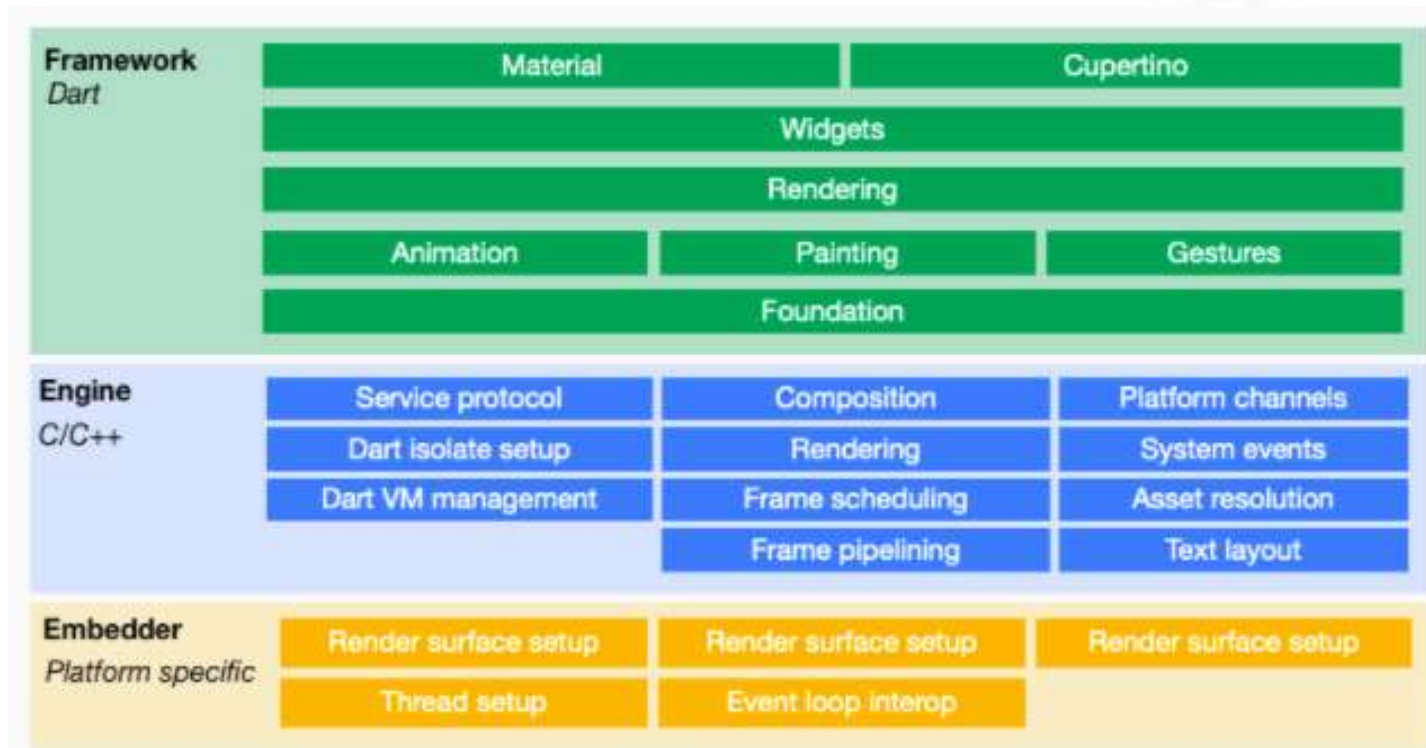 Framework
Dart
Material Cupertino
Widgets
Rendering
Animation Painting Gestures
Foundation
Engine
C/C++
Service protocol Composition Platform channels
Dart isolate setup Rendering System events
Dart VM management Frame scheduling Asset resolution
Frame pipelining Text layout
Embedder
Platform specific
Render surface setup Render surface setup Render surface setup
Thread setup Event loop interop